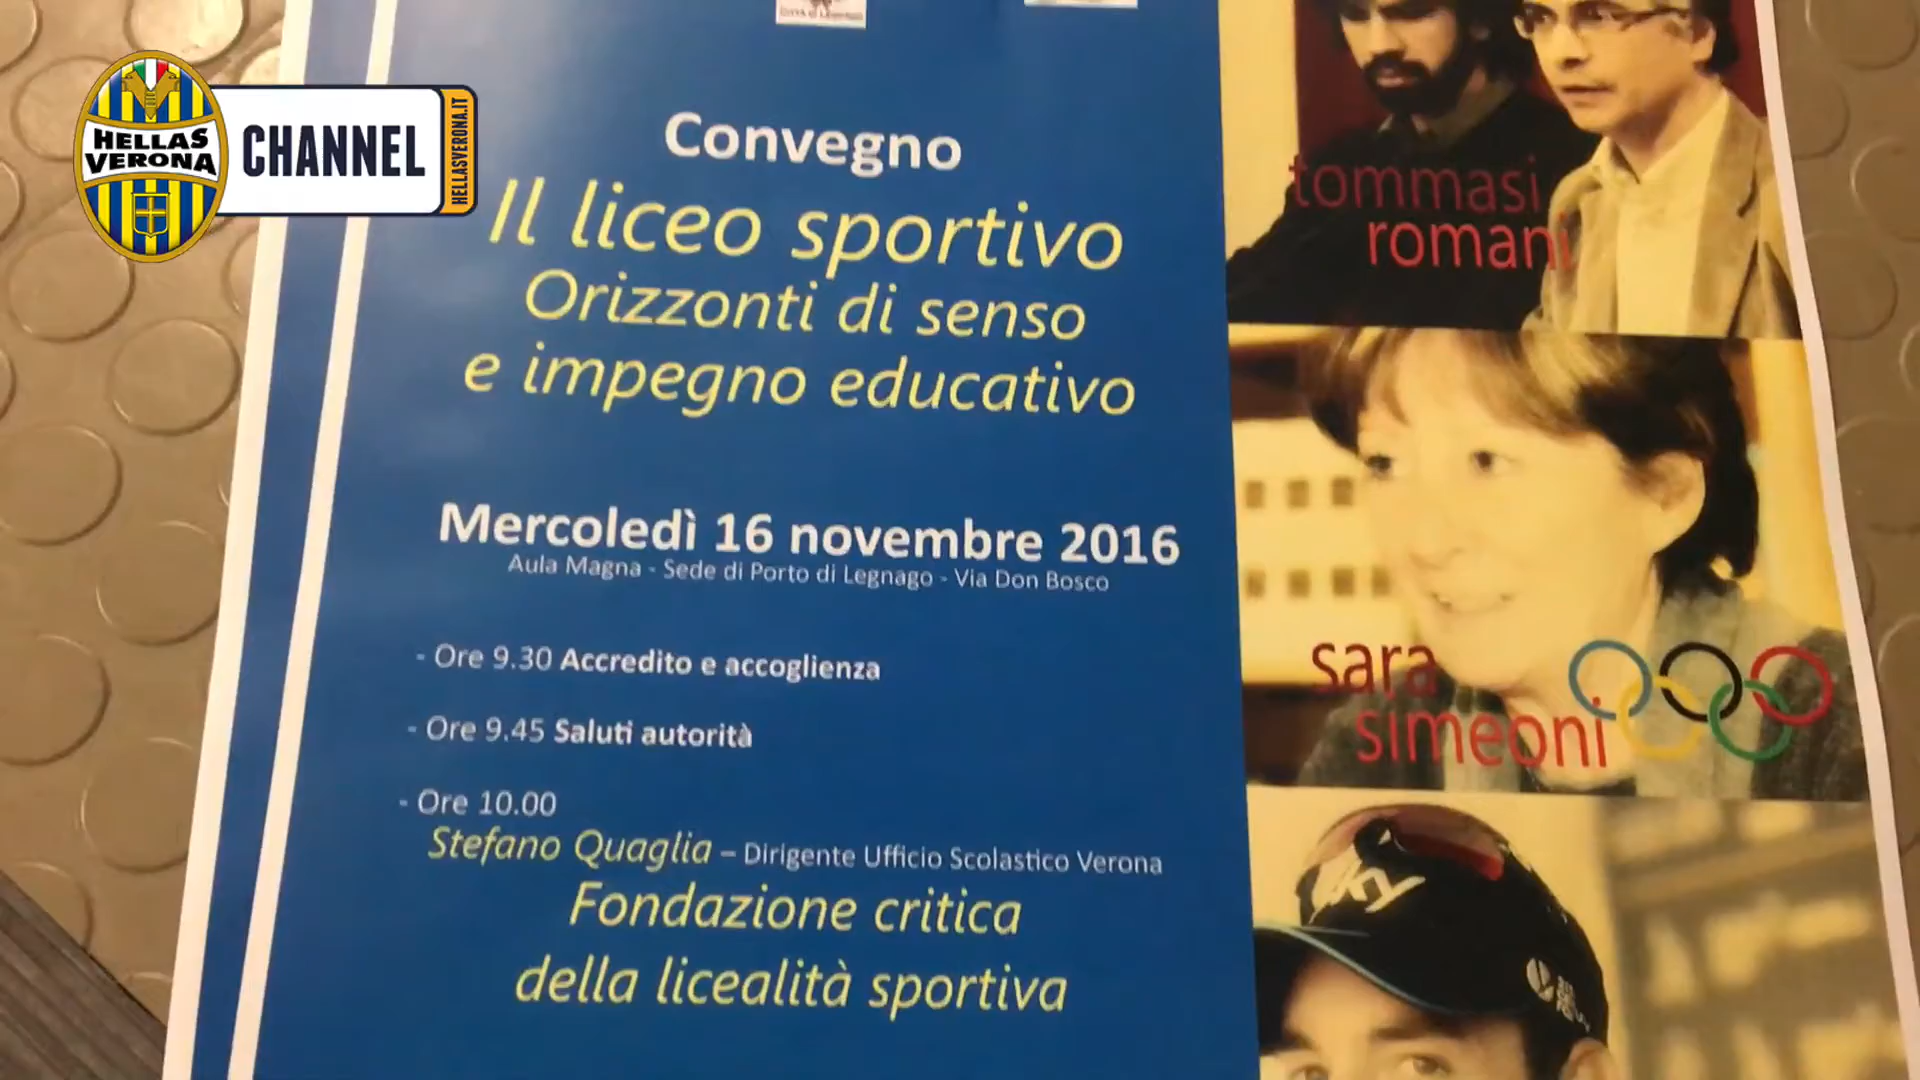 CITTÀ DI LEGNAGO
HELLAS
VERONA
CHANNEL
HELLASVERONA.IT
Convegno
Il liceo sportivo
Orizzonti di senso
e impegno educativo
Mercoledì 16 novembre 2016
Aula Magna - Sede di Porto di Legnago - Via Don Bosco
- Ore 9.30 Accredito e accoglienza
- Ore 9.45 Saluti autorità
- Ore 10.00
Stefano Quaglia – Dirigente Ufficio Scolastico Verona
Fondazione critica
della licealità sportiva
tommasi
romani
sara
simeoni
sky